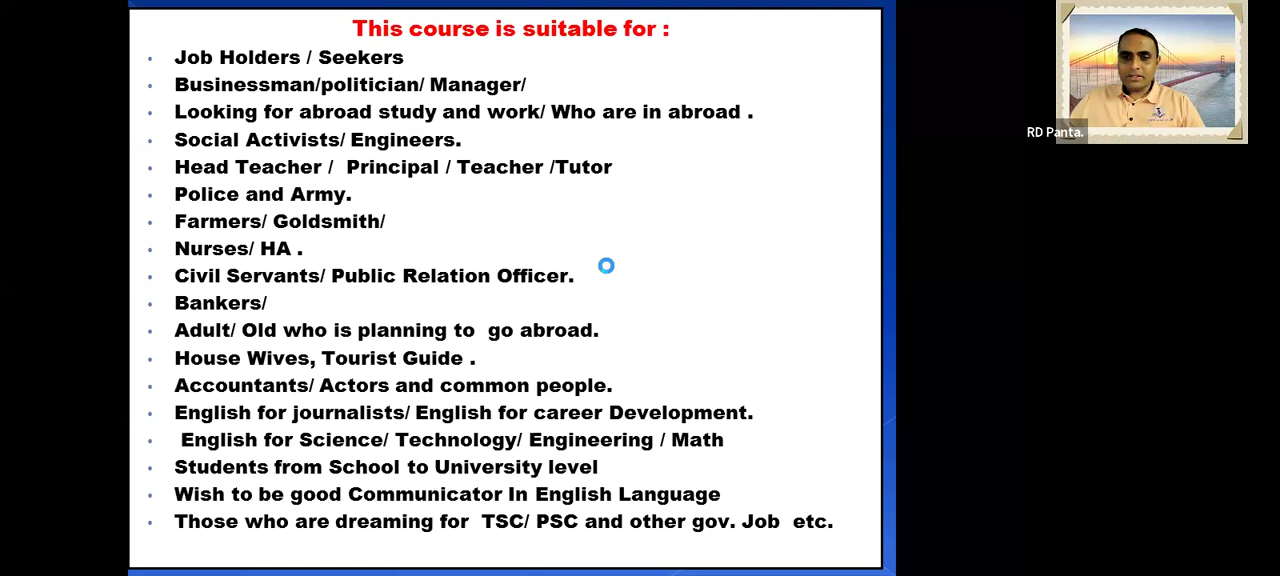 This course is suitable for :
• Job Holders / Seekers
• Businessman/politician/ Manager/
• Looking for abroad study and work/ Who are in abroad .
• Social Activists/ Engineers.
• Head Teacher /  Principal / Teacher /Tutor
• Police and Army.
• Farmers/ Goldsmith/
• Nurses/ HA .
• Civil Servants/ Public Relation Officer.
• Bankers/
• Adult/ Old who is planning to  go abroad.
• House Wives, Tourist Guide .
• Accountants/ Actors and common people.
• English for journalists/ English for career Development.
• English for Science/ Technology/ Engineering / Math
• Students from School to University level
• Wish to be good Communicator In English Language
• Those who are dreaming for  TSC/ PSC and other gov. Job  etc.
RD Panta.